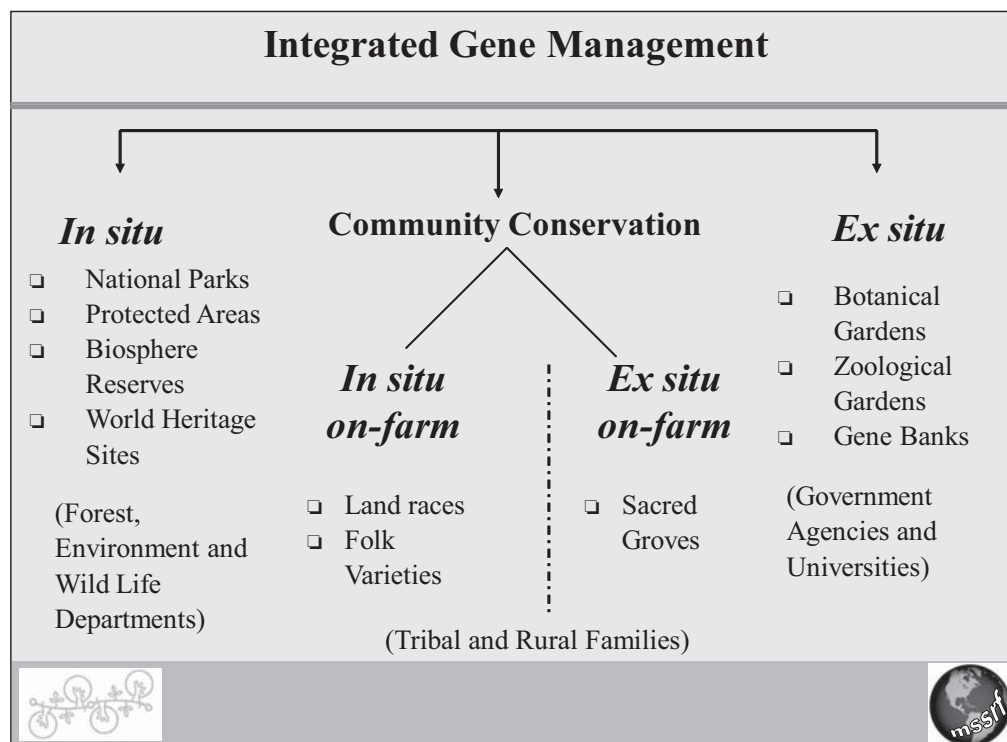 Integrated Gene Management
In situ
❑ National Parks
❑ Protected Areas
❑ Biosphere
Reserves
❑ World Heritage
Sites
(Forest,
Environment and
Wild Life
Departments)
Community Conservation
In situ
on-farm
❑ Land races
❑ Folk
Varieties
Ex situ
on-farm
❑ Sacred
Groves
(Tribal and Rural Families)
Ex situ
❑ Botanical
Gardens
❑ Zoological
Gardens
❑ Gene Banks
(Government
Agencies and
Universities)
mssrf